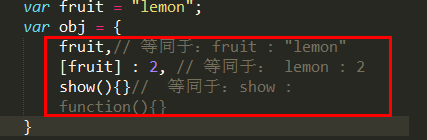 var fruit = "lemon";
var obj = {
fruit,// 等同于：fruit : "lemon"
[fruit] : 2, // 等同于： lemon : 2
show(){}// 等同于：show :
function(){}
}